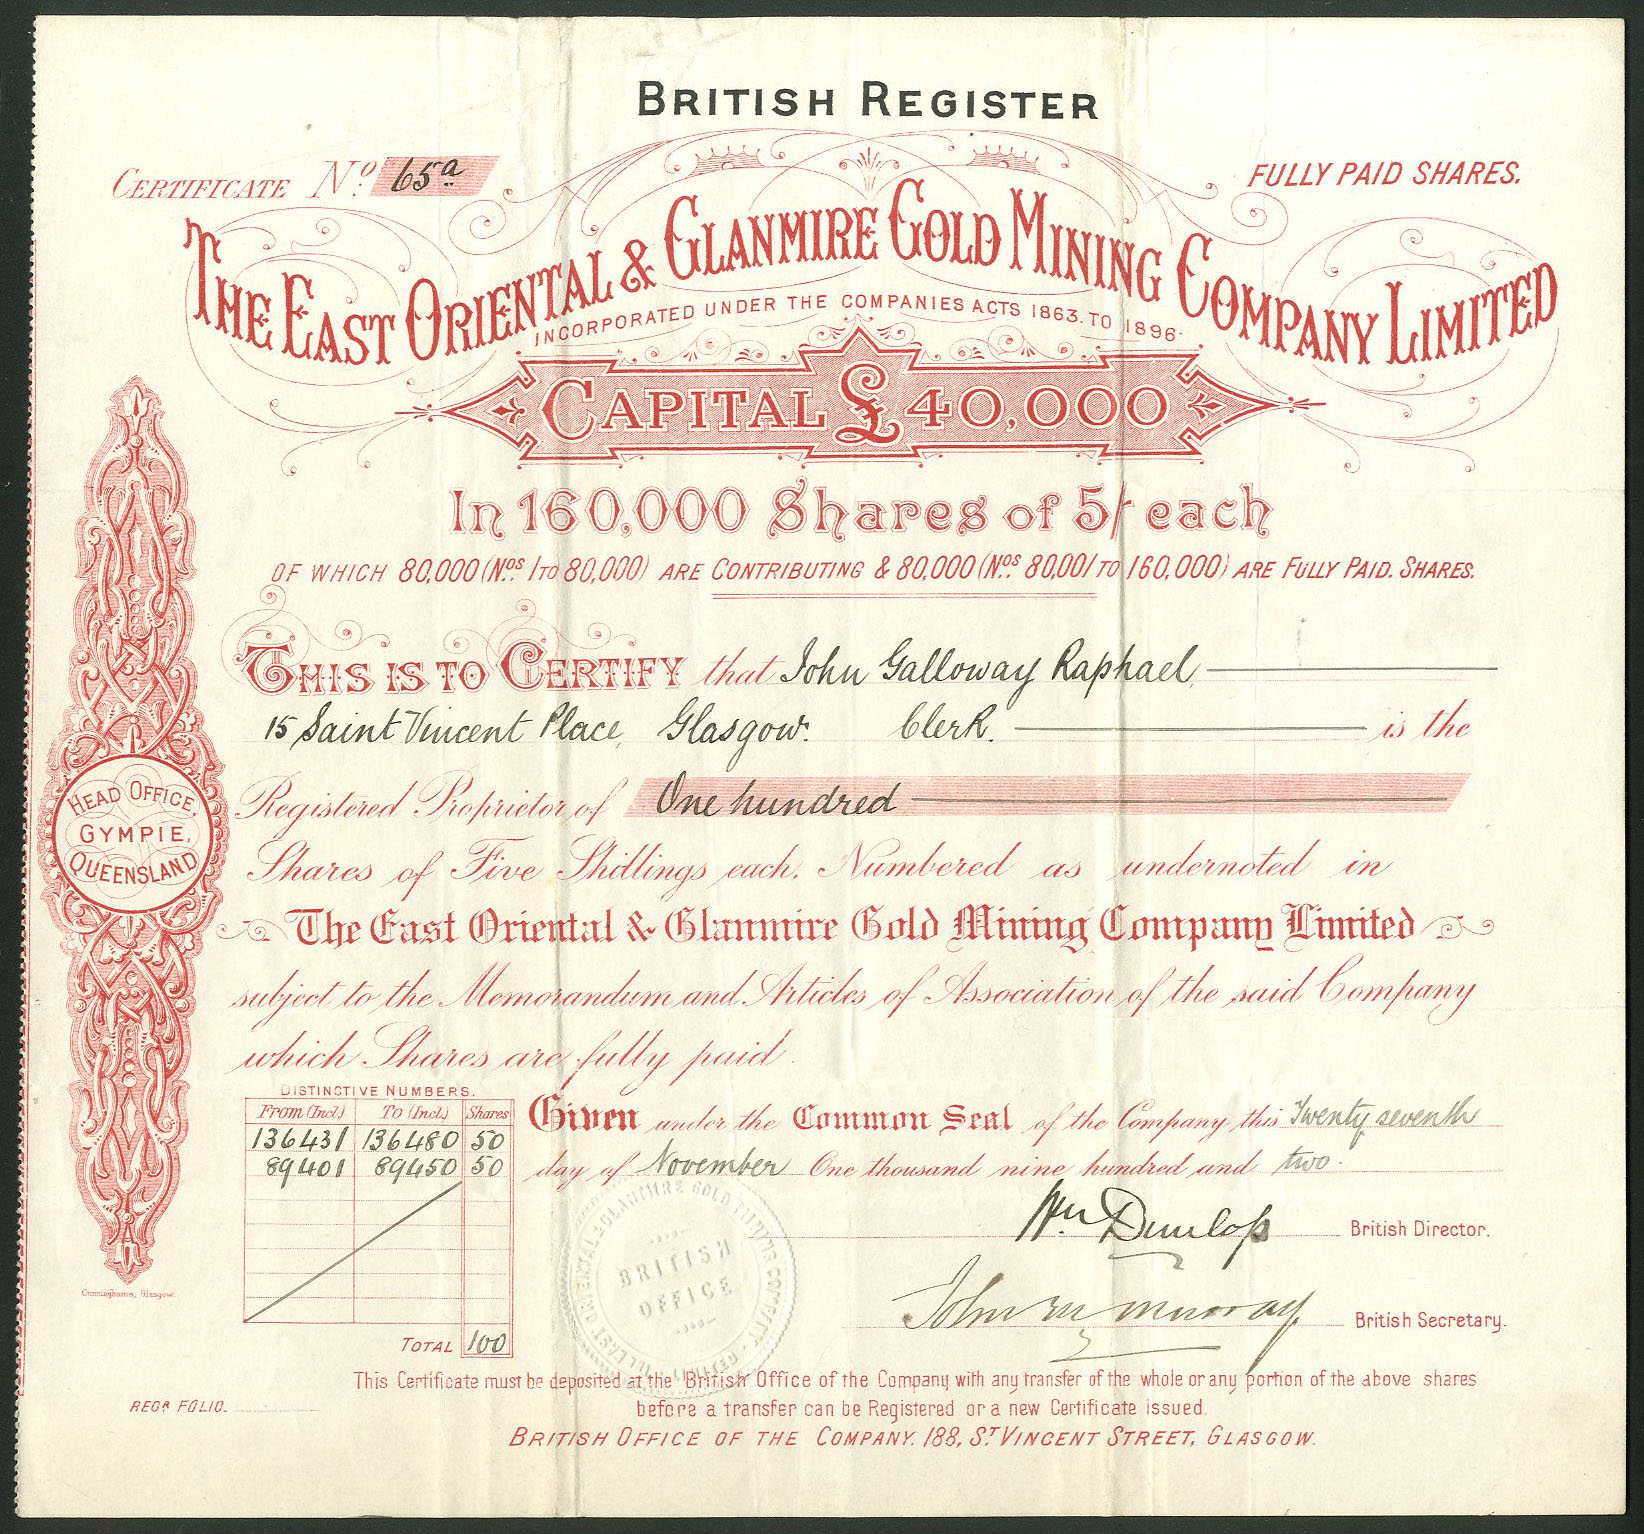 BRITISH REGISTER
CERTIFICATE No. 65a
FULLY PAID SHARES.
THE EAST ORIENTAL & GLANMIRE GOLD MINING COMPANY LIMITED
INCORPORATED UNDER THE COMPANIES ACTS 1863. TO 1896.
CAPITAL £40,000
In 160,000 Shares of 5/- each
OF WHICH 80,000 (Nos. 1 TO 80,000) ARE CONTRIBUTING & 80,000 (Nos 80,001 TO 160,000) ARE FULLY PAID. SHARES.
THIS IS TO CERTIFY that John Galloway Raphael
15 Saint Vincent Place, Glasgow. Clerk. is the
HEAD OFFICE,
GYMPIE,
QUEENSLAND
Registered Proprietor of One hundred
Shares of Five Shillings each. Numbered as undernoted in
The East Oriental & Glanmire Gold Mining Company Limited
subject to the Memorandum and Articles of Association of the said Company
which Shares are fully paid.
DISTINCTIVE NUMBERS.
From (Incl.) To (Incl.) Shares
136431 136480 50
89401 89450 50
TOTAL 100
Given under the Common Seal of the Company this Twenty seventh
day of November One thousand nine hundred and two.
Wm Dunlop British Director.
John M Murray British Secretary.
BRITISH
OFFICE
Cunninghame, Glasgow.
This Certificate must be deposited at the British Office of the Company with any transfer of the whole or any portion of the above shares
before a transfer can be Registered or a new Certificate issued.
REGR FOLIO.
BRITISH OFFICE OF THE COMPANY. 188, ST VINCENT STREET, GLASGOW.